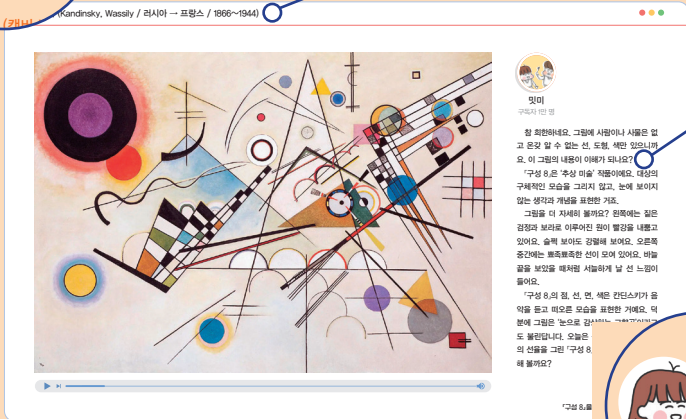 (캔버
(Kandinsky, Wassily / 러시아 → 프랑스 / 1866~1944)
맛미
구독자 1만 명
참 희한하네요. 그림에 사람이나 사물은 없
고 온갖 알 수 없는 선, 도형, 색만 있으니까
요. 이 그림의 내용이 이해가 되나요?
「구성 8」은 '추상 미술' 작품이에요. 대상의
구체적인 모습을 그리지 않고, 눈에 보이지
않는 생각과 개념을 표현한 거죠.
그림을 더 자세히 볼까요? 왼쪽에는 짙은
검정과 보라로 이루어진 원이 빨강을 내뿜고
있어요. 슬쩍 보아도 강렬해 보여요. 오른쪽
중간에는 뾰족뾰족한 선이 모여 있어요. 바늘
끝을 보았을 때처럼 서늘하게 날 선 느낌이
들어요.
「구성 8」의 점, 선, 면, 색은 칸딘스키가 음
악을 듣고 떠오른 모습을 표현한 거예요. 덕
분에 그림은 '눈으로
도 불린답니다. 오늘은
의 선율을 그린 「구성 8
해 볼까요?
「구성 8」을